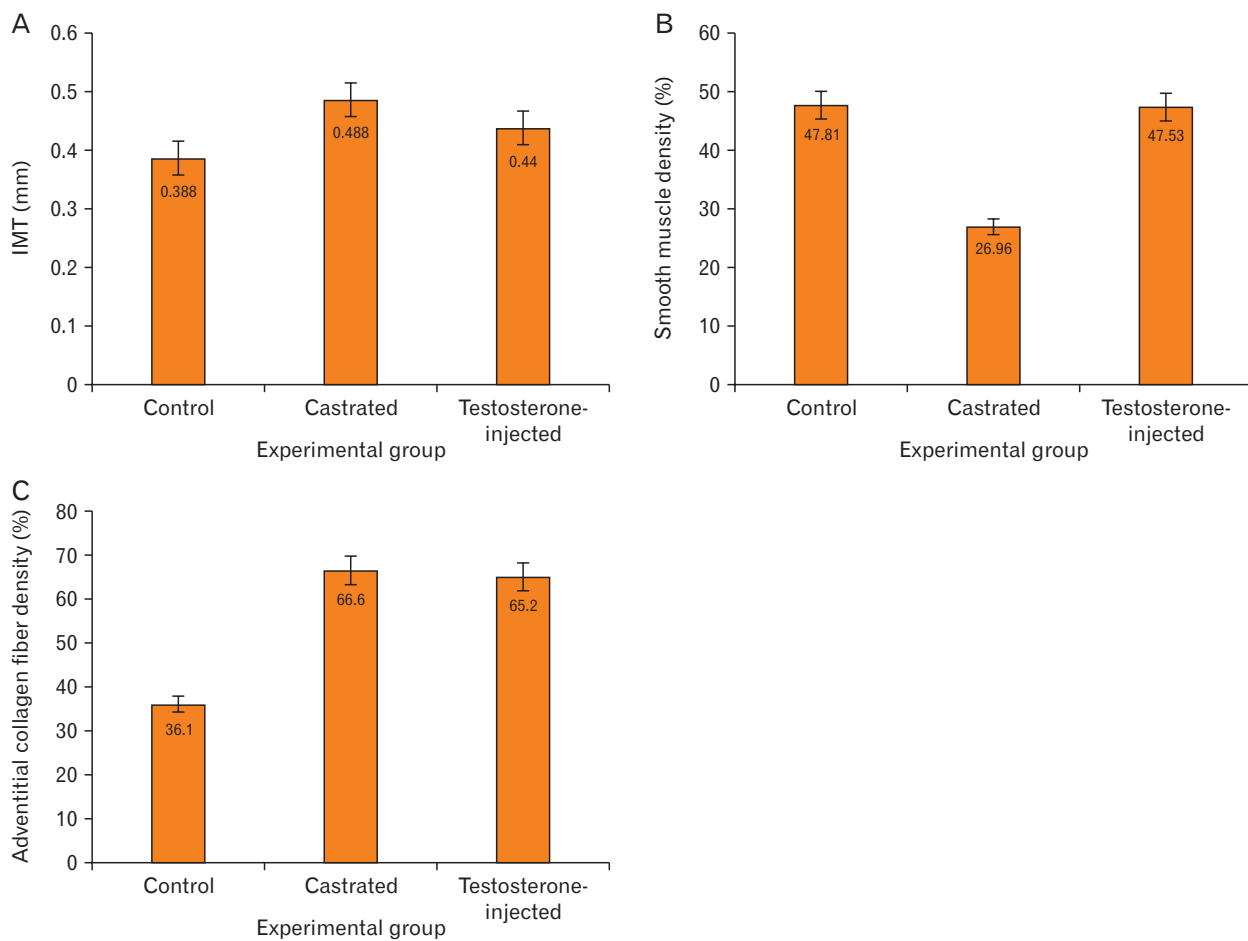 A
IMT (mm)
0.6
0.5
0.4
0.3
0.2
0.1
0
0.388
0.488
0.44
Control
Castrated
Testosterone-
injected
Experimental group
B
Smooth muscle density (%)
60
50
40
30
20
10
0
47.81
26.96
47.53
Control
Castrated
Testosterone-
injected
Experimental group
C
Adventitial collagen fiber density (%)
80
70
60
50
40
30
20
10
0
36.1
66.6
65.2
Control
Castrated
Testosterone-
injected
Experimental group